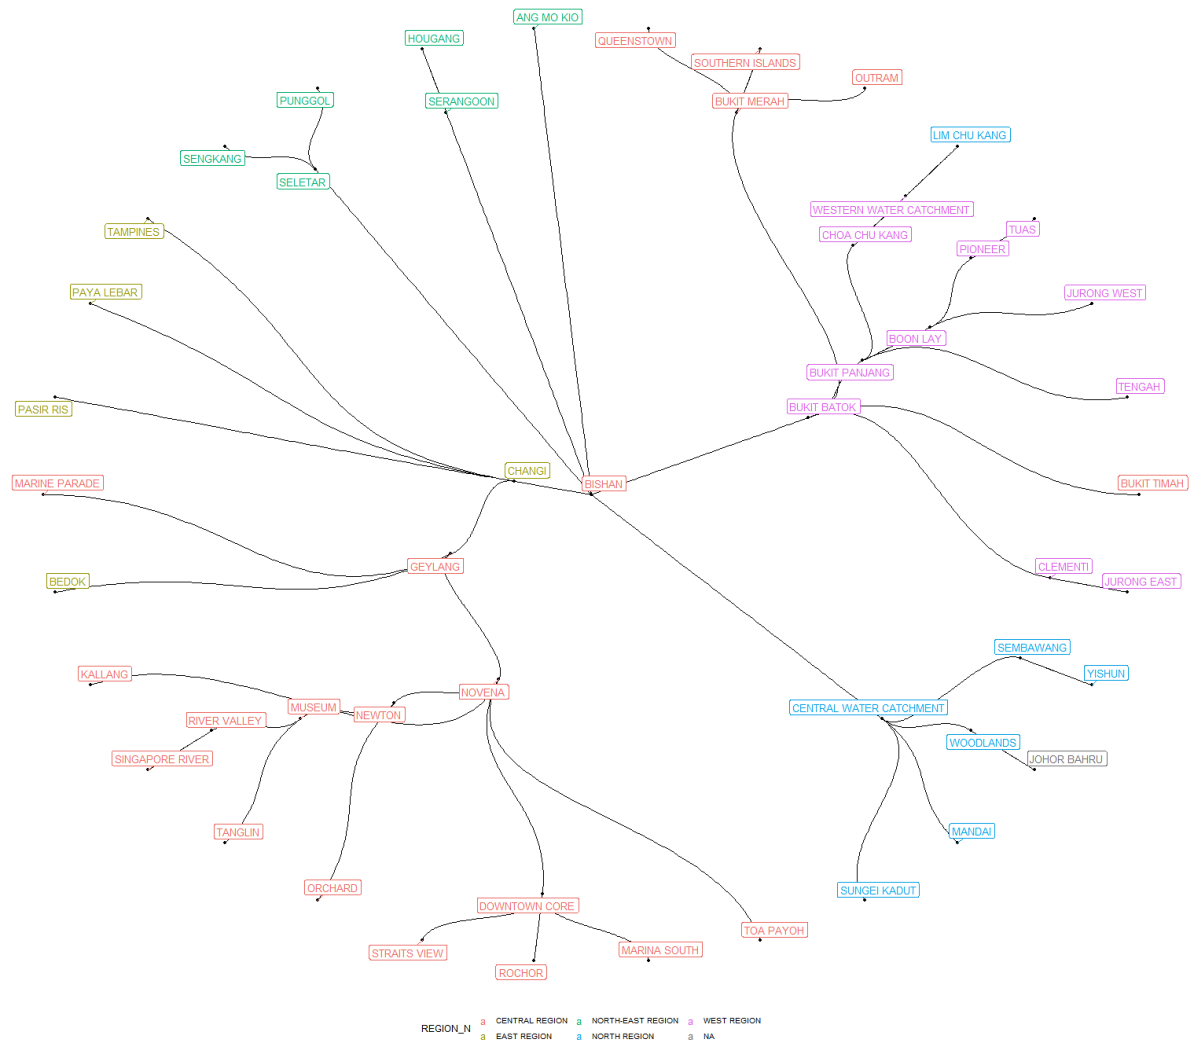 ANG MO KIO
HOUGANG
QUEENSTOWN
SOUTHERN ISLANDS
OUTRAM
PUNGGOL
SERANGOON
BUKIT MERAH
LIM CHU KANG
SENGKANG
SELETAR
WESTERN WATER CATCHMENT
TAMPINES
CHOA CHU KANG
TUAS
PIONEER
PAYA LEBAR
JURONG WEST
BOON LAY
BUKIT PANJANG
TENGAH
PASIR RIS
BUKIT BATOK
CHANGI
MARINE PARADE
BISHAN
BUKIT TIMAH
GEYLANG
CLEMENTI
BEDOK
JURONG EAST
SEMBAWANG
KALLANG
YISHUN
NOVENA
MUSEUM
CENTRAL WATER CATCHMENT
NEWTON
RIVER VALLEY
WOODLANDS
SINGAPORE RIVER
JOHOR BAHRU
TANGLIN
MANDAI
ORCHARD
SUNGEI KADUT
DOWNTOWN CORE
TOA PAYOH
STRAITS VIEW
MARINA SOUTH
ROCHOR
REGION_N
a CENTRAL REGION a NORTH-EAST REGION a WEST REGION
a EAST REGION a NORTH REGION a NA